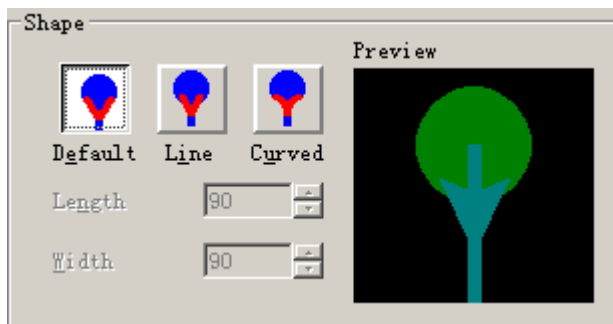 Shape
Preview
Default Line Curved
Length 90
Width 90